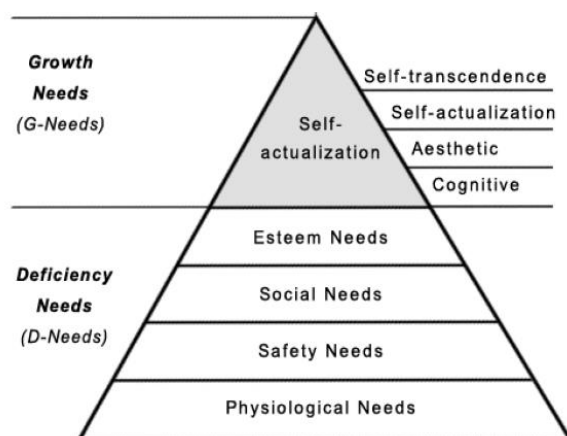 Growth
Needs
(G-Needs)
Self-
actualization
Self-transcendence
Self-actualization
Aesthetic
Cognitive
Deficiency
Needs
(D-Needs)
Esteem Needs
Social Needs
Safety Needs
Physiological Needs